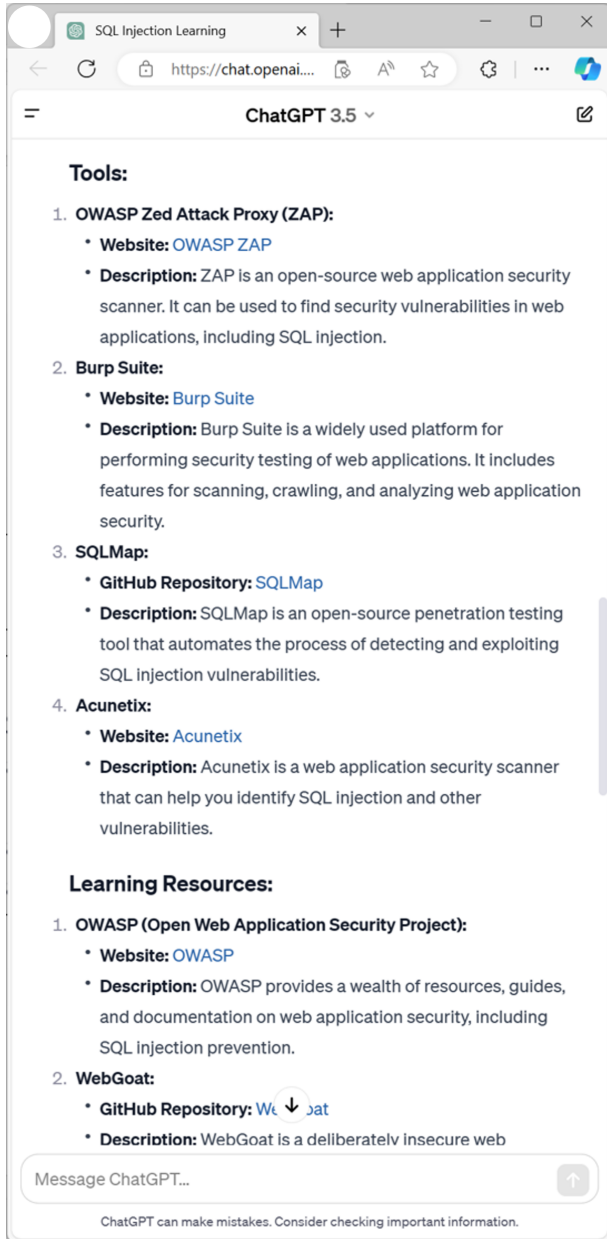 SQL Injection Learning
https://chat.openai....
ChatGPT 3.5
Tools:
1. OWASP Zed Attack Proxy (ZAP):
• Website: OWASP ZAP
• Description: ZAP is an open-source web application security
scanner. It can be used to find security vulnerabilities in web
applications, including SQL injection.
2. Burp Suite:
• Website: Burp Suite
• Description: Burp Suite is a widely used platform for
performing security testing of web applications. It includes
features for scanning, crawling, and analyzing web application
security.
3. SQLMap:
• GitHub Repository: SQLMap
• Description: SQLMap is an open-source penetration testing
tool that automates the process of detecting and exploiting
SQL injection vulnerabilities.
4. Acunetix:
• Website: Acunetix
• Description: Acunetix is a web application security scanner
that can help you identify SQL injection and other
vulnerabilities.
Learning Resources:
1. OWASP (Open Web Application Security Project):
• Website: OWASP
• Description: OWASP provides a wealth of resources, guides,
and documentation on web application security, including
SQL injection prevention.
2. WebGoat:
• GitHub Repository: WebGoat
• Description: WebGoat is a deliberately insecure web
Message ChatGPT...
ChatGPT can make mistakes. Consider checking important information.